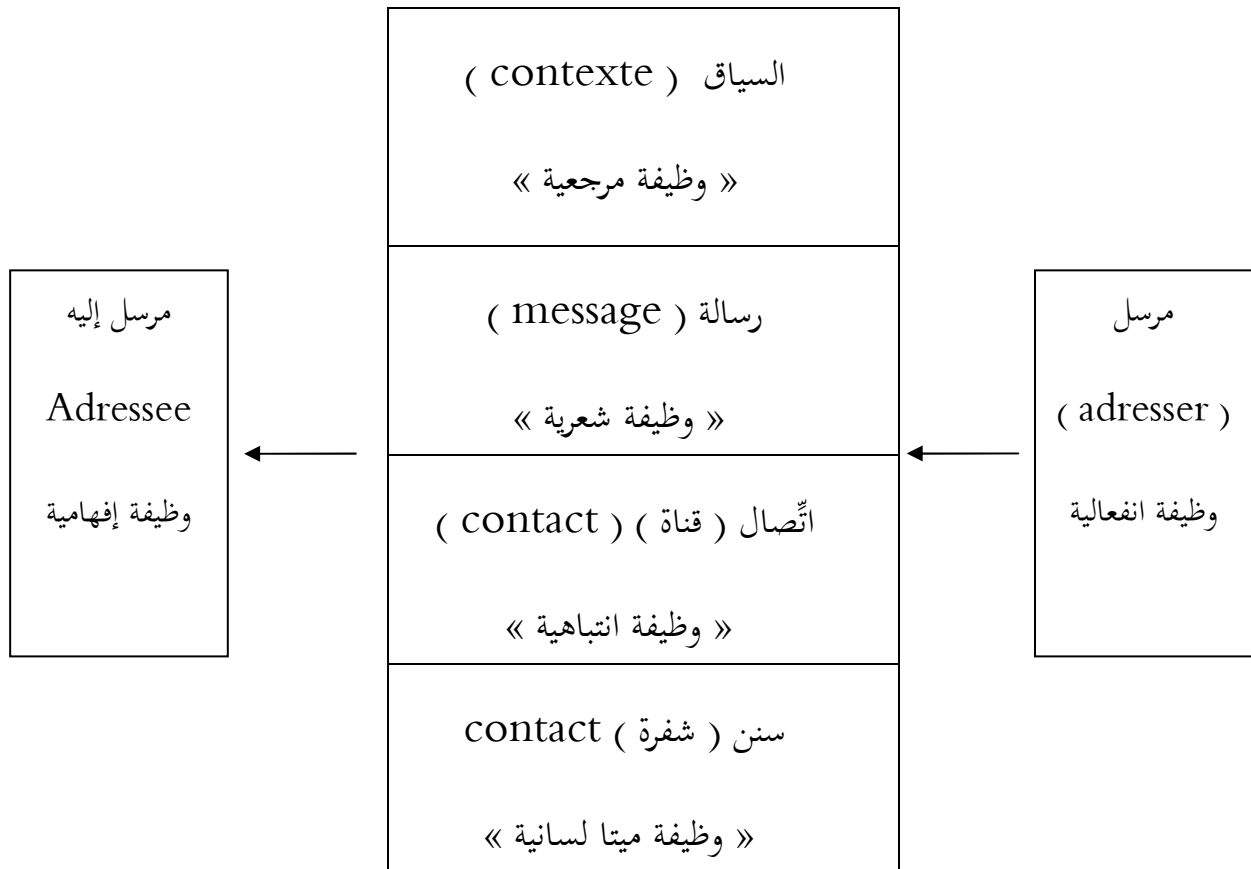 السياق ( contexte )
« وظيفة مرجعية »
مرسل
( adresser )
وظيفة انفعالية
رسالة ( message )
« وظيفة شعرية »
اتِّصال ( قناة ) ( contact )
« وظيفة انتباهية »
سنن ( شفرة ) contact
« وظيفة ميتا لسانية »
مرسل إليه
Adressee
وظيفة إفهامية